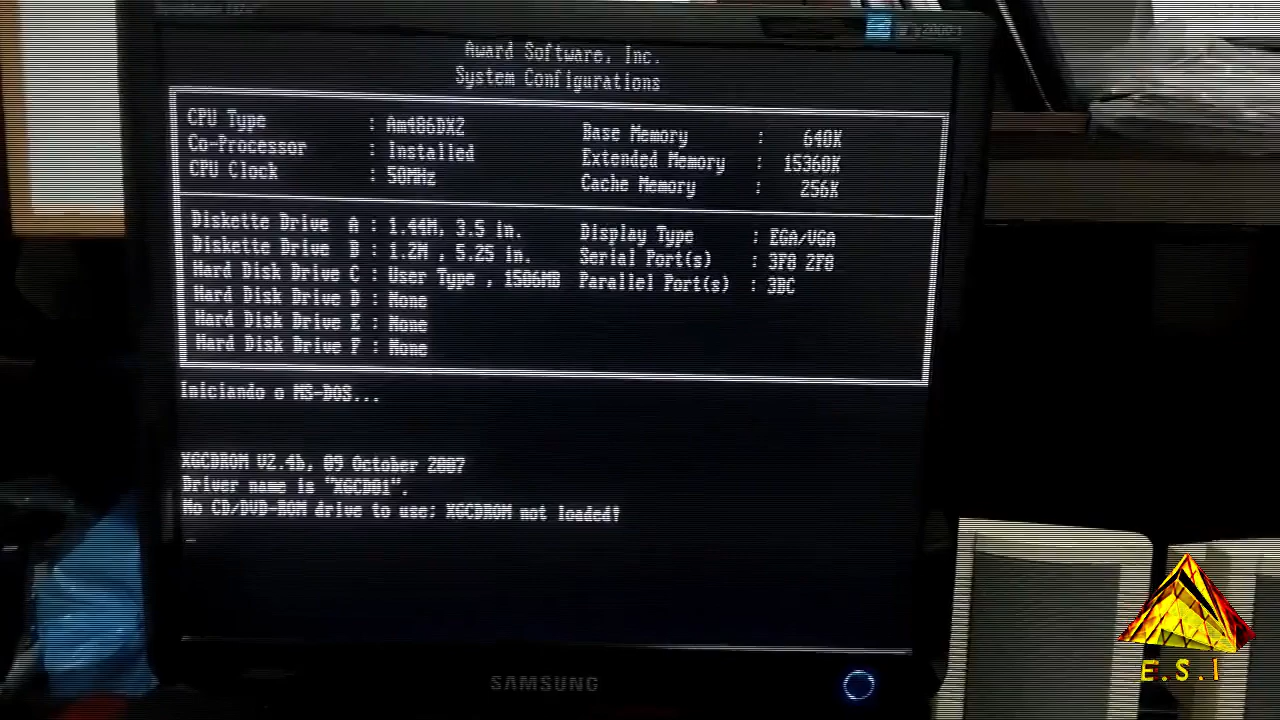 Award Software, Inc.
System Configurations
CPU Type : Am486DX2
Co-Processor : Installed
CPU Clock : 50MHz
Base Memory : 640K
Extended Memory : 15360K
Cache Memory : 256K
Diskette Drive A : 1.44M, 3.5 in.
Diskette Drive B : 1.2M , 5.25 in.
Hard Disk Drive C : User Type , 1506MB
Hard Disk Drive D : None
Hard Disk Drive E : None
Hard Disk Drive F : None
Display Type : EGA/VGA
Serial Port(s) : 3F8 2F8
Parallel Port(s) : 3BC
Iniciando o MS-DOS...
XGCDROM V2.4b, 09 October 2007
Driver name is "XGCD01".
No CD/DVD-ROM drive to use; XGCDROM not loaded!
SAMSUNG
E.S.I